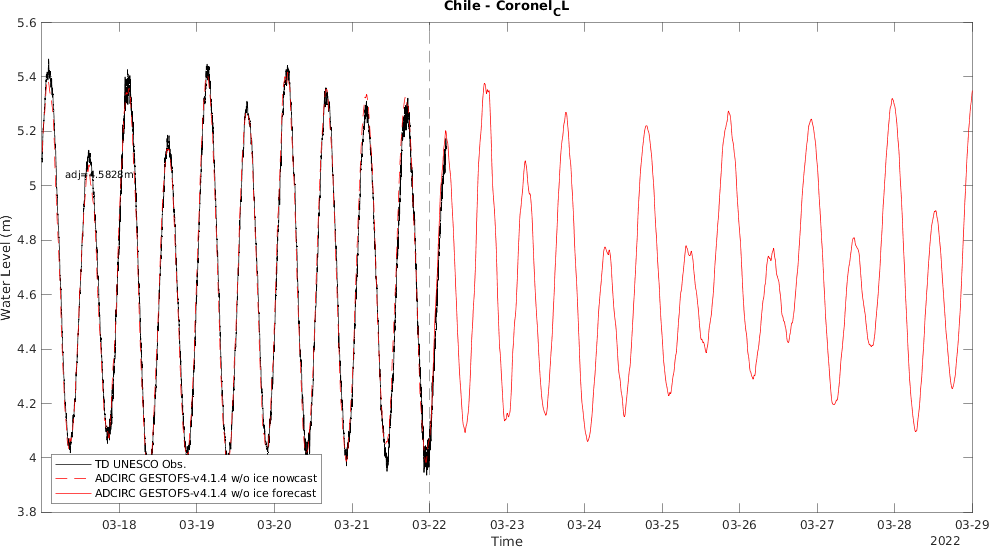 Chile - Coronel_CL
5.6
5.4
5.2
5
4.8
4.6
4.4
4.2
4
3.8
Water Level (m)
adj=4.5828m
TD UNESCO Obs.
ADCIRC GESTOFS-v4.1.4 w/o ice nowcast
ADCIRC GESTOFS-v4.1.4 w/o ice forecast
03-18 03-19 03-20 03-21 03-22 03-23 03-24 03-25 03-26 03-27 03-28 03-29
Time
2022